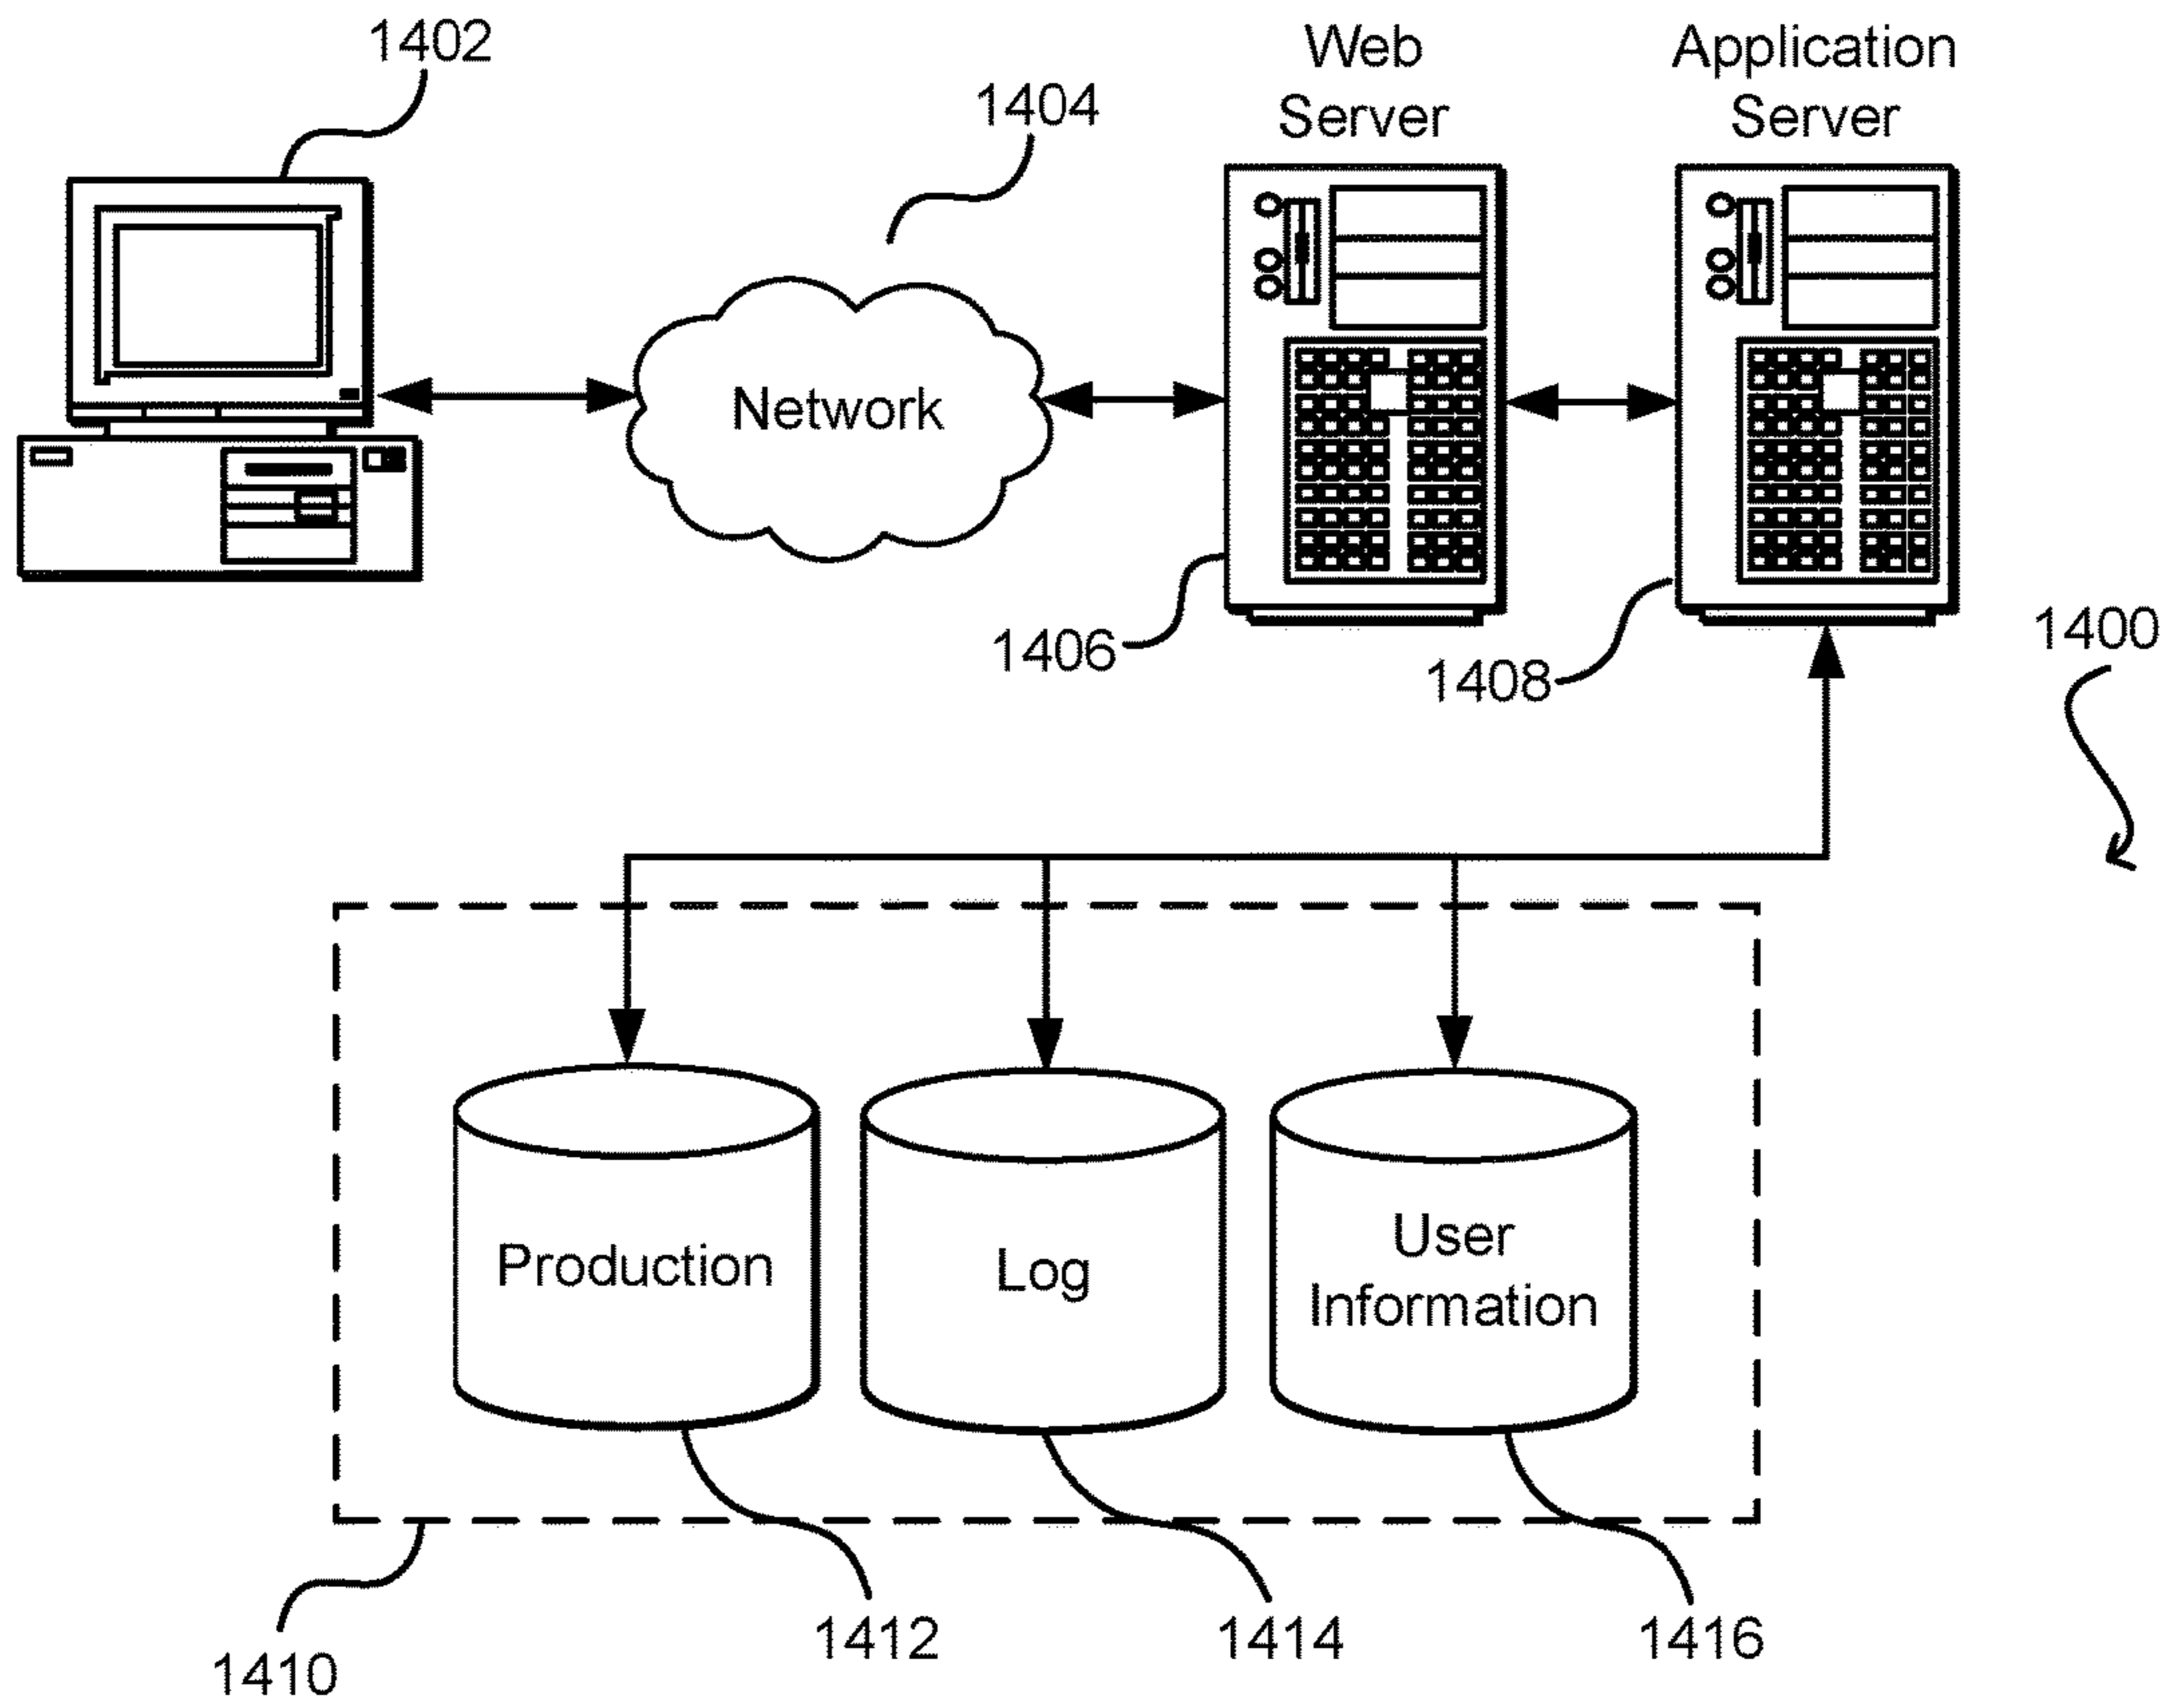 1402
1404
Web
Server
Application
Server
Network
1406
1408
1400
Production
Log
User
Information
1410
1412
1414
1416